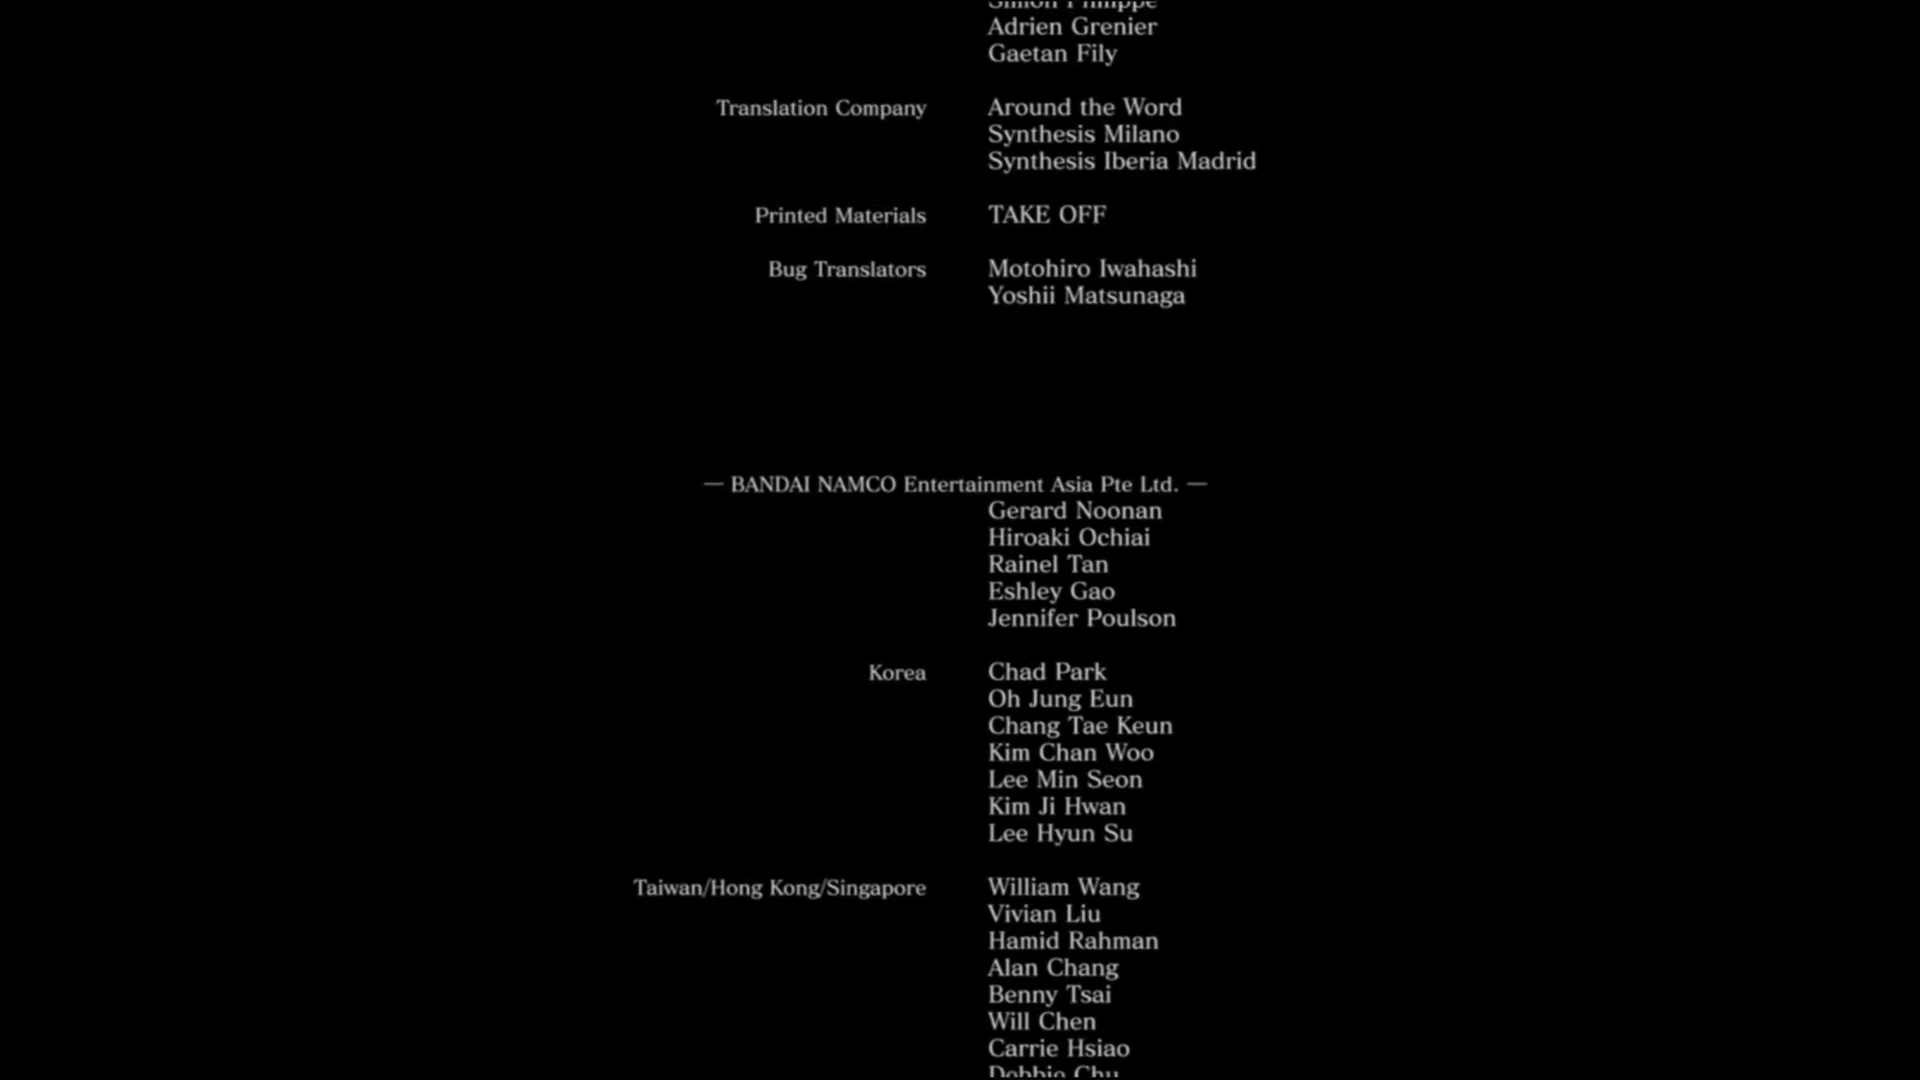 Simon Philippe
Adrien Grenier
Gaetan Fily
Translation Company Around the Word
Synthesis Milano
Synthesis Iberia Madrid
Printed Materials TAKE OFF
Bug Translators Motohiro Iwahashi
Yoshii Matsunaga
— BANDAI NAMCO Entertainment Asia Pte Ltd. —
Gerard Noonan
Hiroaki Ochiai
Rainel Tan
Eshley Gao
Jennifer Poulson
Korea Chad Park
Oh Jung Eun
Chang Tae Keun
Kim Chan Woo
Lee Min Seon
Kim Ji Hwan
Lee Hyun Su
Taiwan/Hong Kong/Singapore William Wang
Vivian Liu
Hamid Rahman
Alan Chang
Benny Tsai
Will Chen
Carrie Hsiao
Debbie Chu